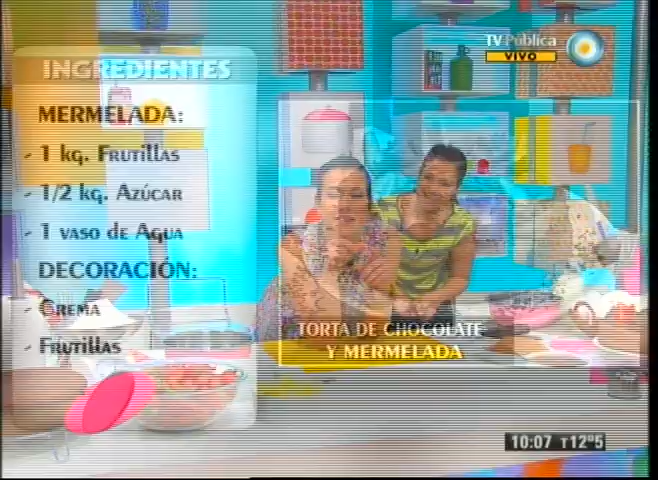 TV Pública
VIVO
INGREDIENTES
MERMELADA:
- 1 kg. Frutillas
- 1/2 kg. Azúcar
- 1 vaso de Agua
DECORACIÓN:
- Crema
- Frutillas
TORTA DE CHOCOLATE
Y MERMELADA
10:07 T12º5